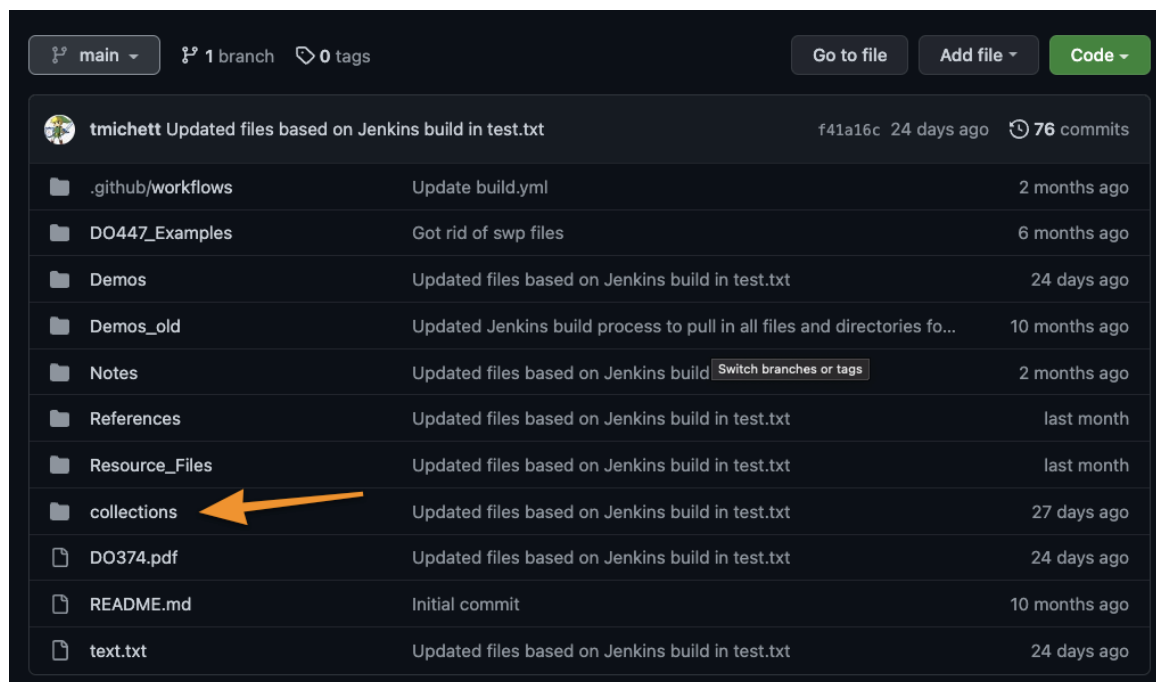 main 1 branch 0 tags Go to file Add file Code
tmichett Updated files based on Jenkins build in test.txt f41a16c 24 days ago 76 commits
.github/workflows Update build.yml 2 months ago
DO447_Examples Got rid of swp files 6 months ago
Demos Updated files based on Jenkins build in test.txt 24 days ago
Demos_old Updated Jenkins build process to pull in all files and directories fo... 10 months ago
Notes Updated files based on Jenkins build Switch branches or tags 2 months ago
References Updated files based on Jenkins build in test.txt last month
Resource_Files Updated files based on Jenkins build in test.txt last month
collections Updated files based on Jenkins build in test.txt 27 days ago
DO374.pdf Updated files based on Jenkins build in test.txt 24 days ago
README.md Initial commit 10 months ago
text.txt Updated files based on Jenkins build in test.txt 24 days ago